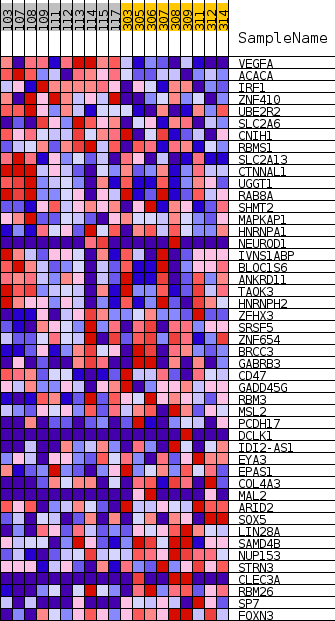 103 107 108 109 111 112 113 114 115 117 303 305 306 307 308 309 311 312 314
SampleName
VEGFA
ACACA
IRF1
ZNF410
UBE2R2
SLC2A6
CNIH1
RBMS1
SLC2A13
CTNNAL1
UGGT1
RAB8A
SHMT2
MAPKAP1
HNRNPA1
NEUROD1
IVNS1ABP
BLOC1S6
ANKRD11
TAOK3
HNRNPH2
ZFHX3
SRSF5
ZNF654
BRCC3
GABRB3
CD47
GADD45G
RBM3
MSL2
PCDH17
DCLK1
IDI2-AS1
EYA3
EPAS1
COL4A3
MAL2
ARID2
SOX5
LIN28A
SAMD4B
NUP153
STRN3
CLEC3A
RBM26
SP7
FOXN3